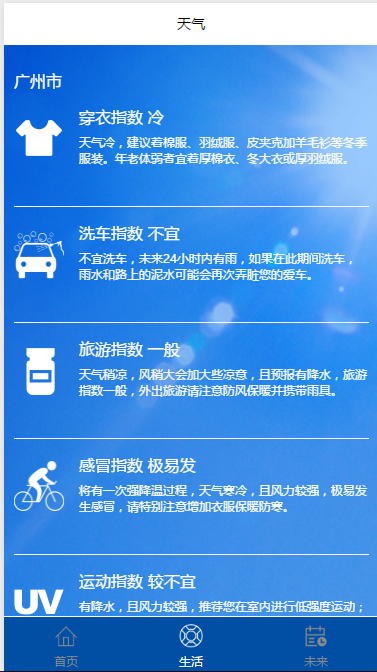 天气
广州市
穿衣指数 冷
天气冷，建议着棉服、羽绒服、皮夹克加羊毛衫等冬季
服装。年老体弱者宜着厚棉衣、冬大衣或厚羽绒服。
洗车指数 不宜
不宜洗车，未来24小时内有雨，如果在此期间洗车，
雨水和路上的泥水可能会再次弄脏您的爱车。
旅游指数 一般
天气稍凉，风稍大会加大些凉意，且预报有降水，旅游
指数一般，外出旅游请注意防风保暖并携带雨具。
感冒指数 极易发
将有一次强降温过程，天气寒冷，且风力较强，极易发
生感冒，请特别注意增加衣服保暖防寒。
运动指数 较不宜
UV
有降水，且风力较强，推荐您在室内进行低强度运动；
首页
生活
未来